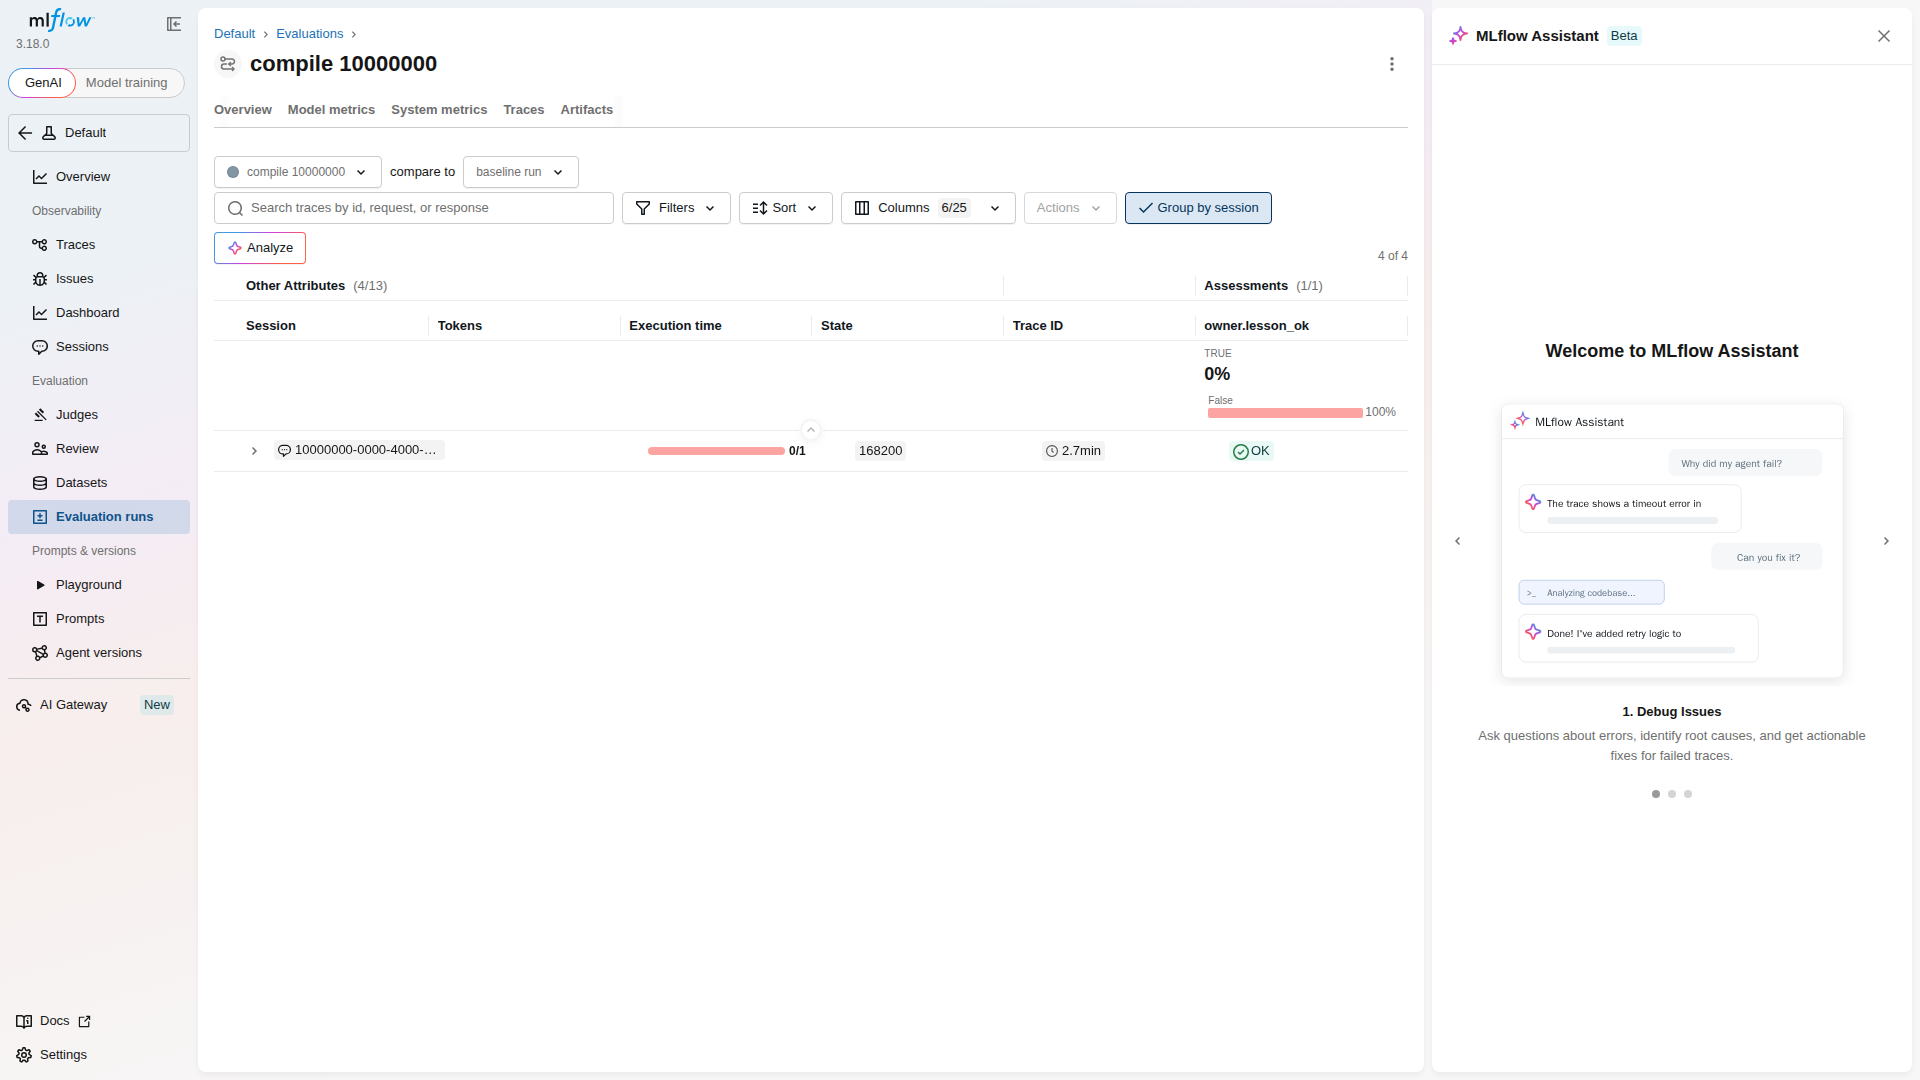 mlflow
3.18.0
GenAI
Model training
Default
Overview
Observability
Traces
Issues
Dashboard
Sessions
Evaluation
Judges
Review
Datasets
Evaluation runs
Prompts & versions
Playground
Prompts
Agent versions
AI Gateway New
Docs
Settings
Default > Evaluations >
compile 10000000
Overview Model metrics System metrics Traces Artifacts
compile 10000000 compare to baseline run
Search traces by id, request, or response Filters Sort Columns 6/25 Actions Group by session
Analyze
4 of 4
Other Attributes (4/13) Assessments (1/1)
Session Tokens Execution time State Trace ID owner.lesson_ok
TRUE
0%
False
100%
10000000-0000-4000-... 0/1 168200 2.7min OK
MLflow Assistant Beta
Welcome to MLflow Assistant
MLflow Assistant
Why did my agent fail?
The trace shows a timeout error in
Can you fix it?
>_ Analyzing codebase...
Done! I've added retry logic to
1. Debug Issues
Ask questions about errors, identify root causes, and get actionable
fixes for failed traces.